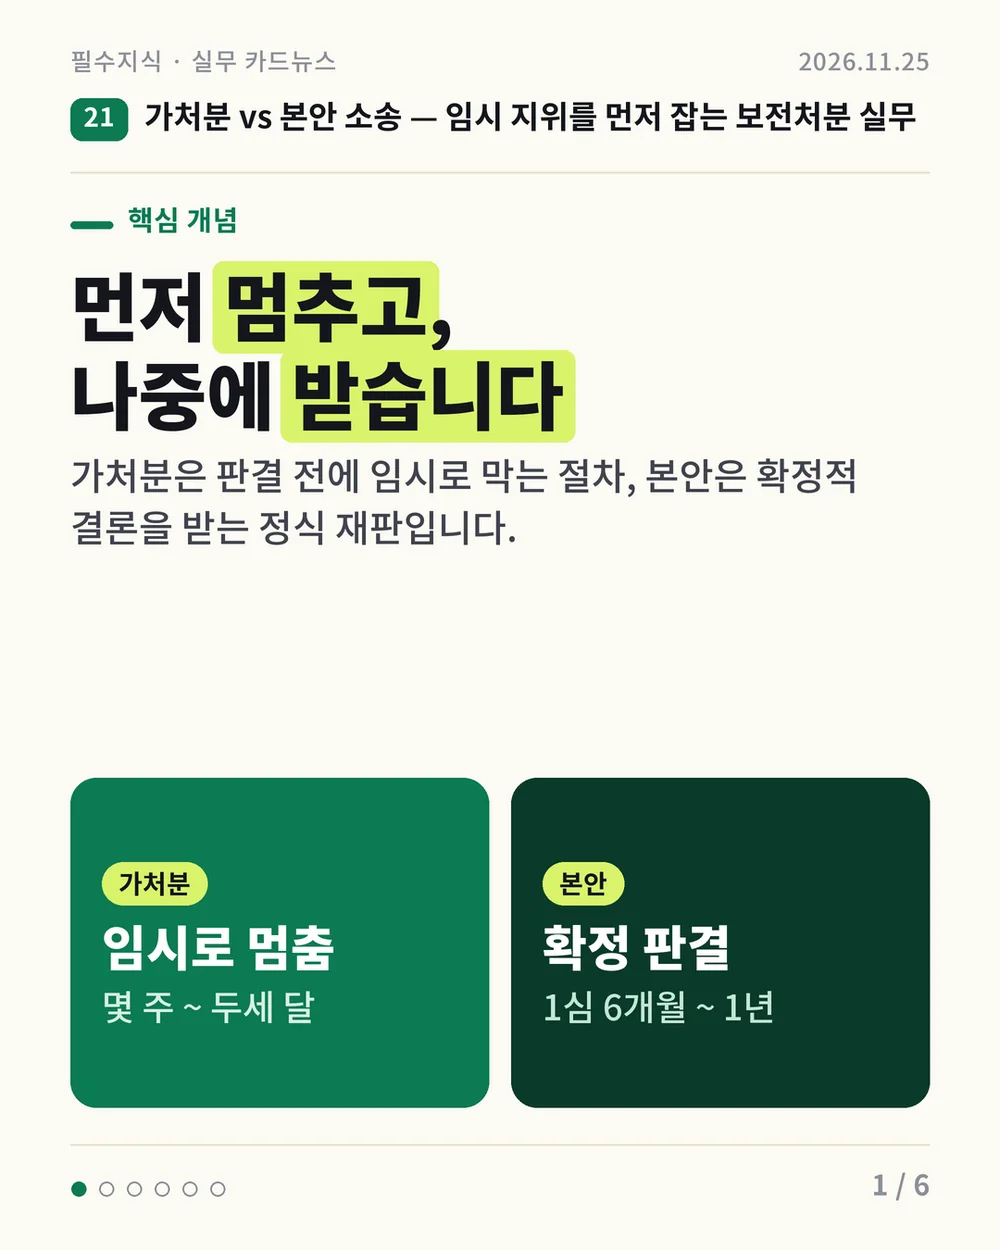 필수지식 · 실무 카드뉴스
2026.11.25
21 가처분 vs 본안 소송 — 임시 지위를 먼저 잡는 보전처분 실무
핵심 개념
먼저 멈추고,
나중에 받습니다
가처분은 판결 전에 임시로 막는 절차, 본안은 확정적
결론을 받는 정식 재판입니다.
가처분
임시로 멈춤
몇 주 ~ 두세 달
본안
확정 판결
1심 6개월 ~ 1년
1 / 6